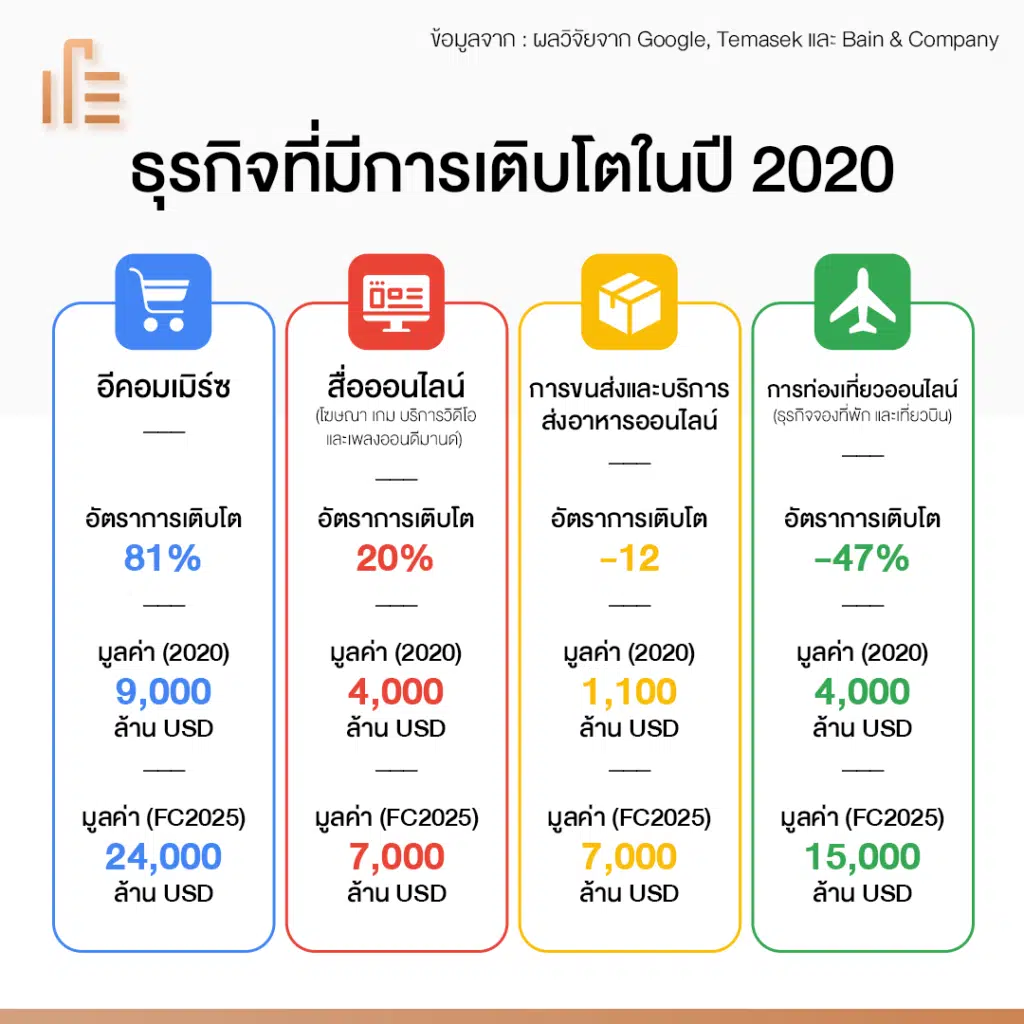 ข้อมูลจาก : ผลวิจัยจาก Google, Temasek และ Bain & Company
ธุรกิจที่มีการเติบโตในปี 2020
อีคอมเมิร์ซ
อัตราการเติบโต
81%
มูลค่า (2020)
9,000
ล้าน USD
มูลค่า (FC2025)
24,000
ล้าน USD
สื่อออนไลน์
(โฆษณา เกม บริการวิดีโอ
และเพลงออนดีมานด์)
อัตราการเติบโต
20%
มูลค่า (2020)
4,000
ล้าน USD
มูลค่า (FC2025)
7,000
ล้าน USD
การขนส่งและบริการ
ส่งอาหารออนไลน์
อัตราการเติบโต
-12
มูลค่า (2020)
1,100
ล้าน USD
มูลค่า (FC2025)
7,000
ล้าน USD
การท่องเที่ยวออนไลน์
(ธุรกิจจองที่พัก และเที่ยวบิน)
อัตราการเติบโต
-47%
มูลค่า (2020)
4,000
ล้าน USD
มูลค่า (FC2025)
15,000
ล้าน USD